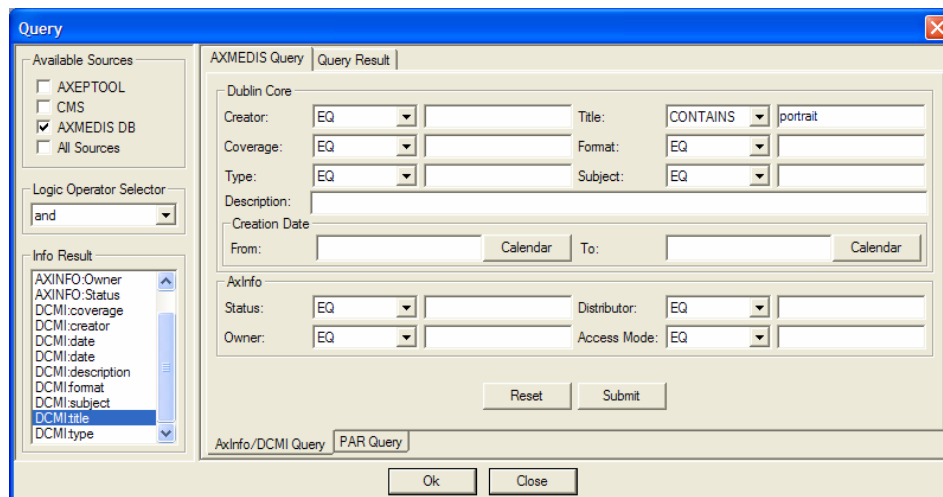 Query
Available Sources
AXEPTOOL
CMS
AXMEDIS DB
All Sources
Logic Operator Selector
and
Info Result
AXINFO:Owner
AXINFO:Status
DCMI:coverage
DCMI:creator
DCMI:date
DCMI:date
DCMI:description
DCMI:format
DCMI:subject
DCMI:title
DCMI:type
AXMEDIS Query Query Result
Dublin Core
Creator: EQ Title: CONTAINS portrait
Coverage: EQ Format: EQ
Type: EQ Subject: EQ
Description:
Creation Date
From: Calendar To: Calendar
AxInfo
Status: EQ Distributor: EQ
Owner: EQ Access Mode: EQ
Reset Submit
AxInfo/DCMI Query PAR Query
Ok Close